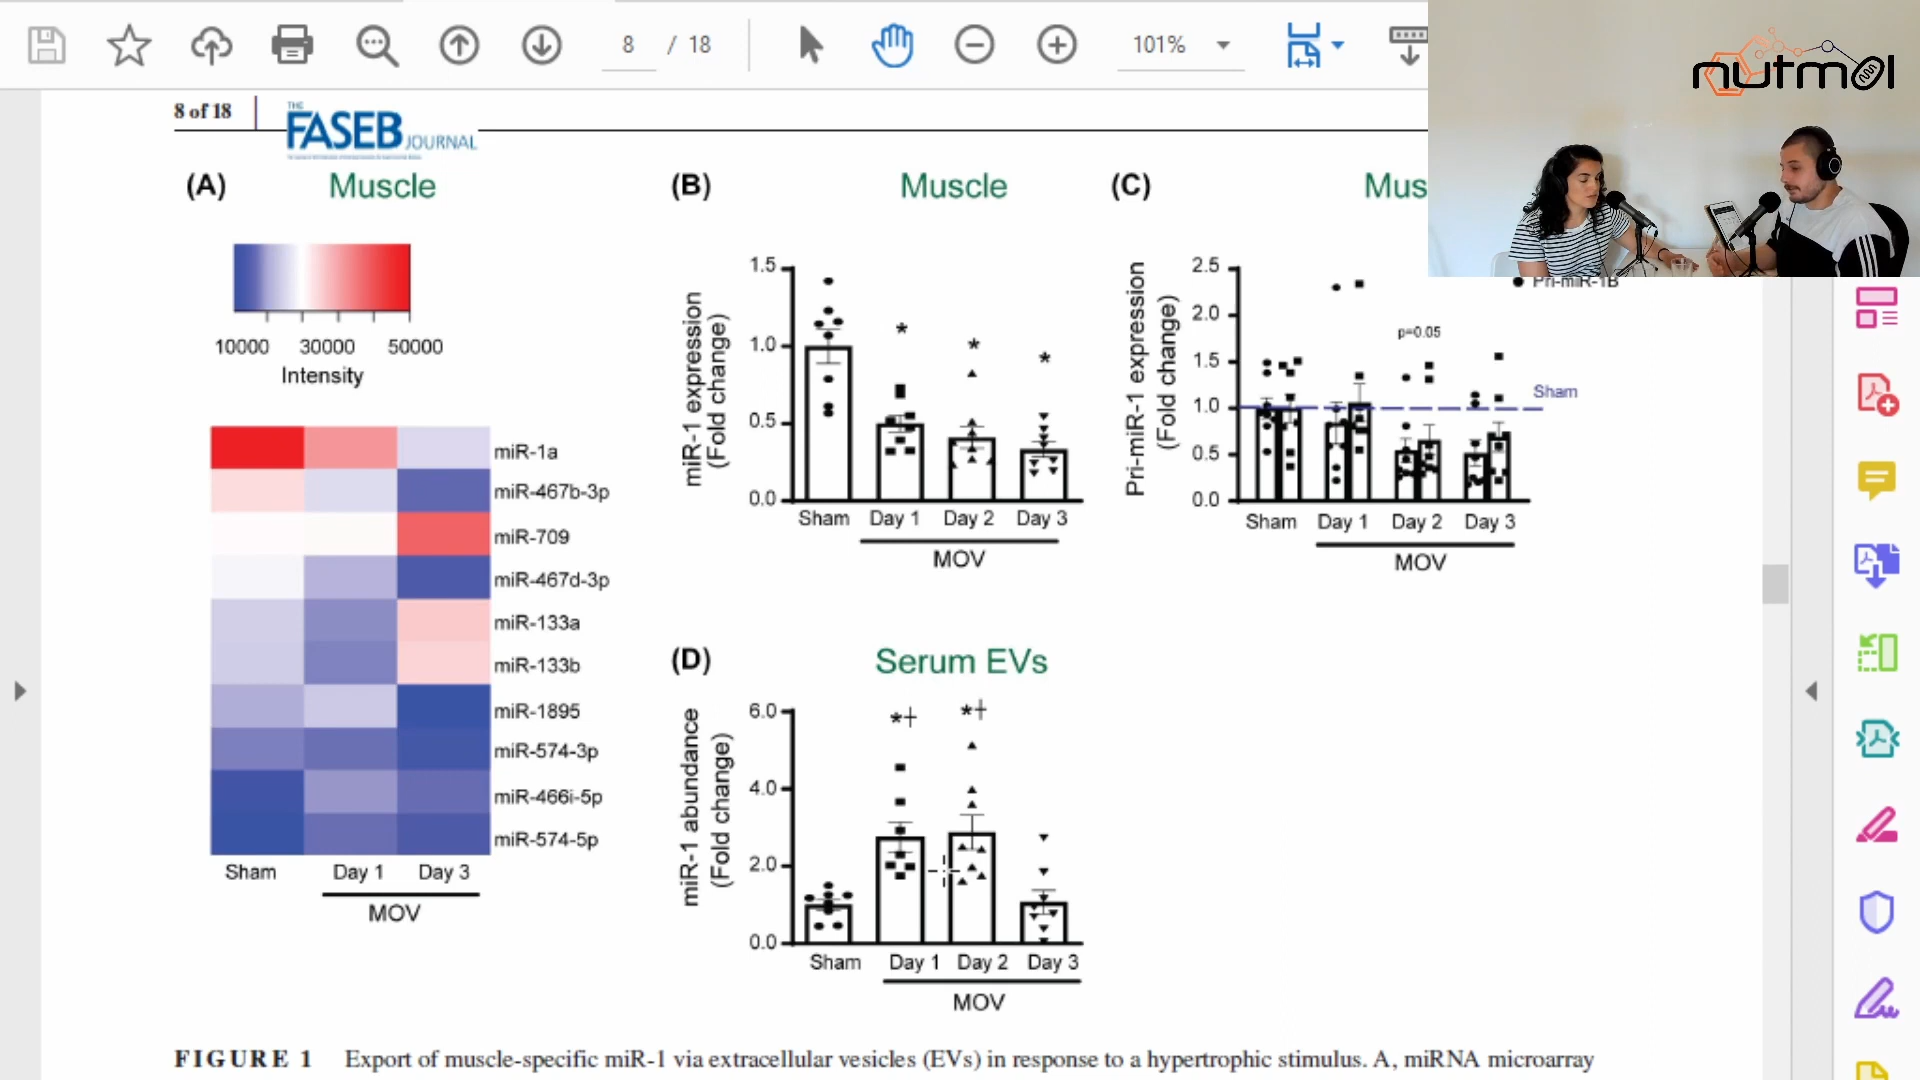 8 / 18
101%
nutmol
8 of 18
THE
FASEB JOURNAL
(A) Muscle
10000 30000 50000
Intensity
miR-1a
miR-467b-3p
miR-709
miR-467d-3p
miR-133a
miR-133b
miR-1895
miR-574-3p
miR-466i-5p
miR-574-5p
Sham Day 1 Day 3
MOV
(B) Muscle
miR-1 expression
(Fold change)
1.5
1.0
0.5
0.0
* * *
Sham Day 1 Day 2 Day 3
MOV
(C) Mus
Pri-miR-1B
Pri-miR-1 expression
(Fold change)
2.5
2.0
1.5
1.0
0.5
0.0
p=0.05
Sham
Sham Day 1 Day 2 Day 3
MOV
(D) Serum EVs
miR-1 abundance
(Fold change)
6.0
4.0
2.0
0.0
*† *†
Sham Day 1 Day 2 Day 3
MOV
FIGURE 1 Export of muscle-specific miR-1 via extracellular vesicles (EVs) in response to a hypertrophic stimulus. A, miRNA microarray